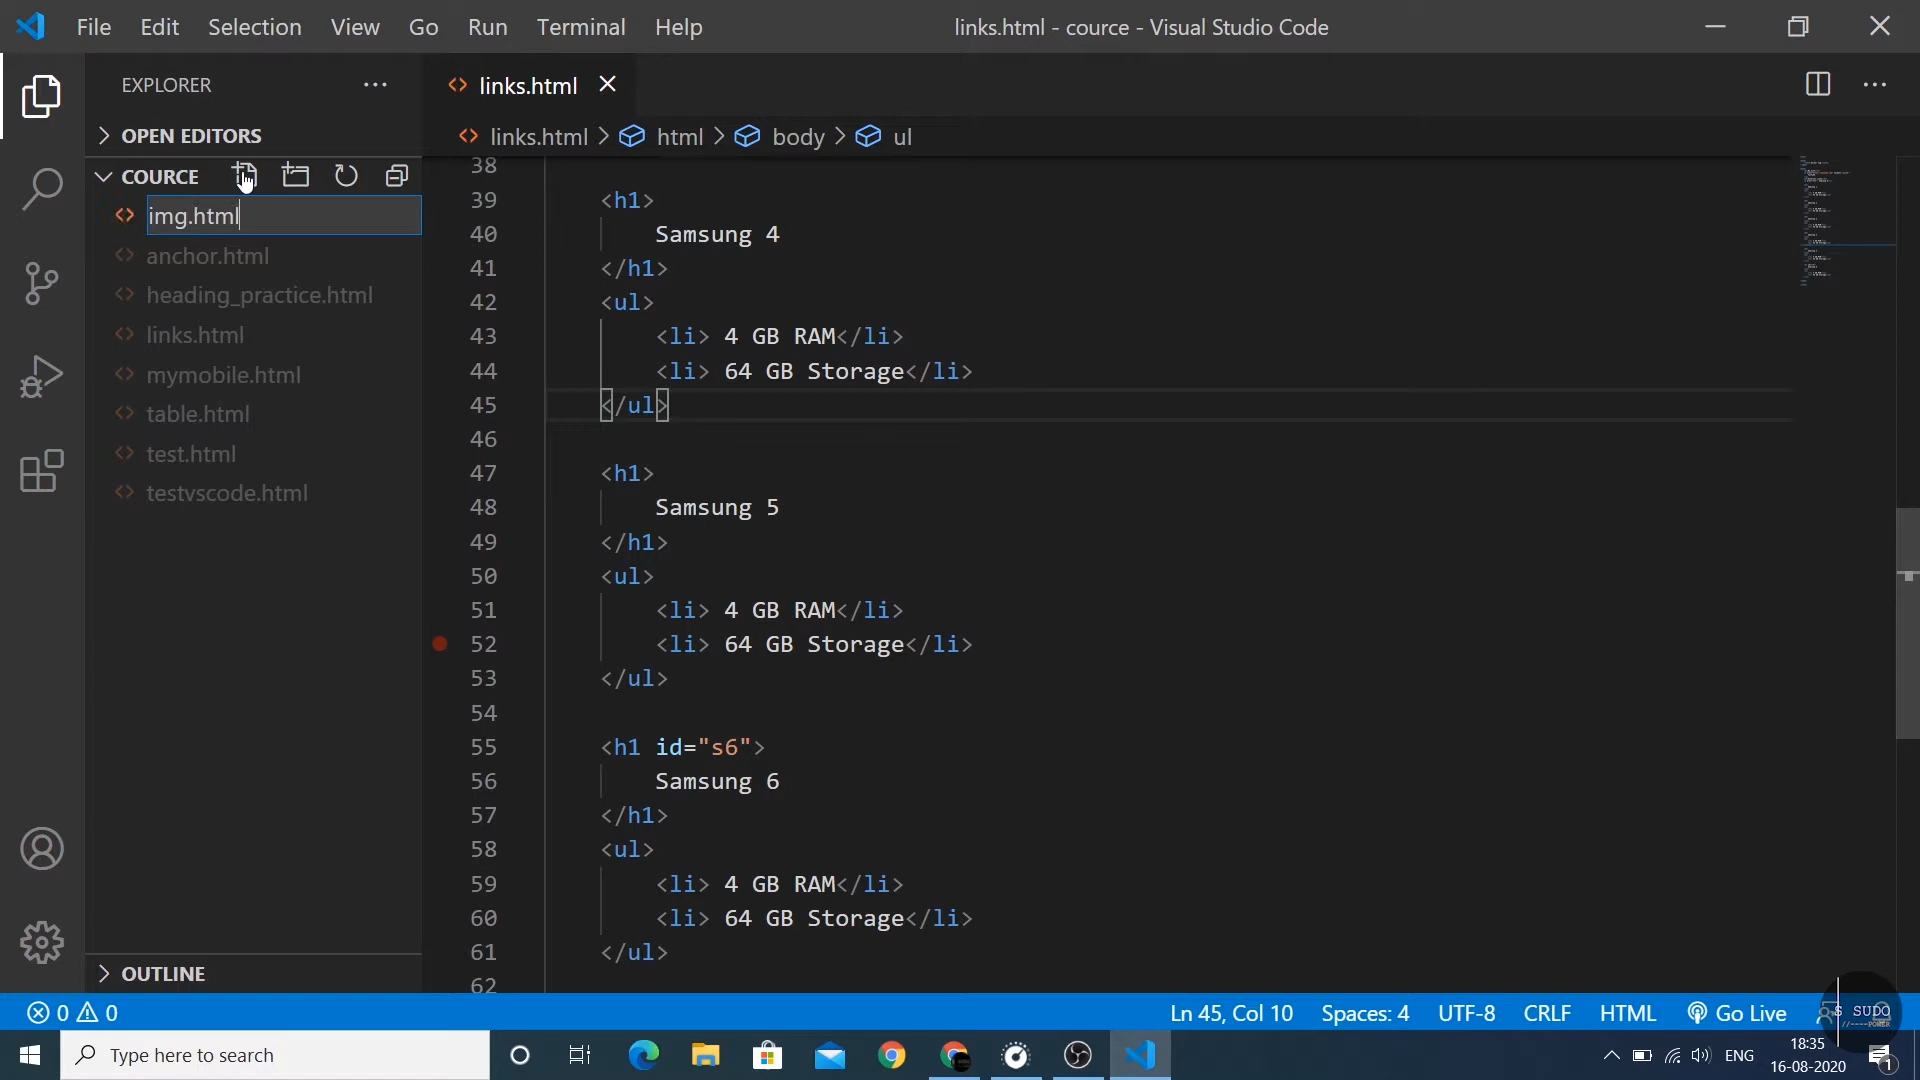 File Edit Selection View Go Run Terminal Help
links.html - cource - Visual Studio Code
EXPLORER
OPEN EDITORS
COURCE
img.html
anchor.html
heading_practice.html
links.html
mymobile.html
table.html
test.html
testvscode.html
OUTLINE
links.html
links.html > html > body > ul
38
39 <h1>
40 Samsung 4
41 </h1>
42 <ul>
43 <li> 4 GB RAM</li>
44 <li> 64 GB Storage</li>
45 </ul>
46
47 <h1>
48 Samsung 5
49 </h1>
50 <ul>
51 <li> 4 GB RAM</li>
52 <li> 64 GB Storage</li>
53 </ul>
54
55 <h1 id="s6">
56 Samsung 6
57 </h1>
58 <ul>
59 <li> 4 GB RAM</li>
60 <li> 64 GB Storage</li>
61 </ul>
62
0 0 Ln 45, Col 10 Spaces: 4 UTF-8 CRLF HTML Go Live
S SUDO
//----POWER
Type here to search
ENG
18:35
16-08-2020
1